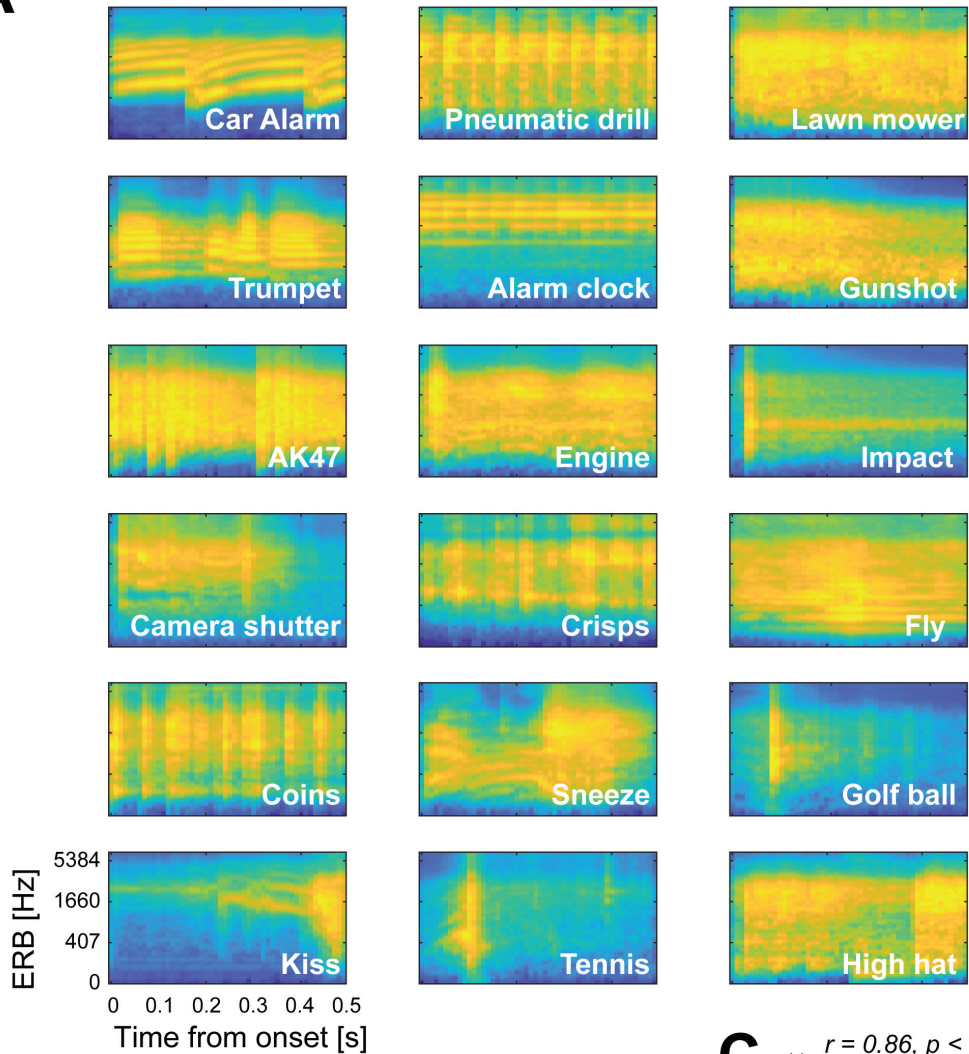 A
Car Alarm
Pneumatic drill
Lawn mower
Trumpet
Alarm clock
Gunshot
AK47
Engine
Impact
Camera shutter
Crisps
Fly
Coins
Sneeze
Golf ball
ERB [Hz]
5384
1660
407
0
Kiss
Tennis
High hat
0 0.1 0.2 0.3 0.4 0.5
Time from onset [s]
C
r = 0.86, p <